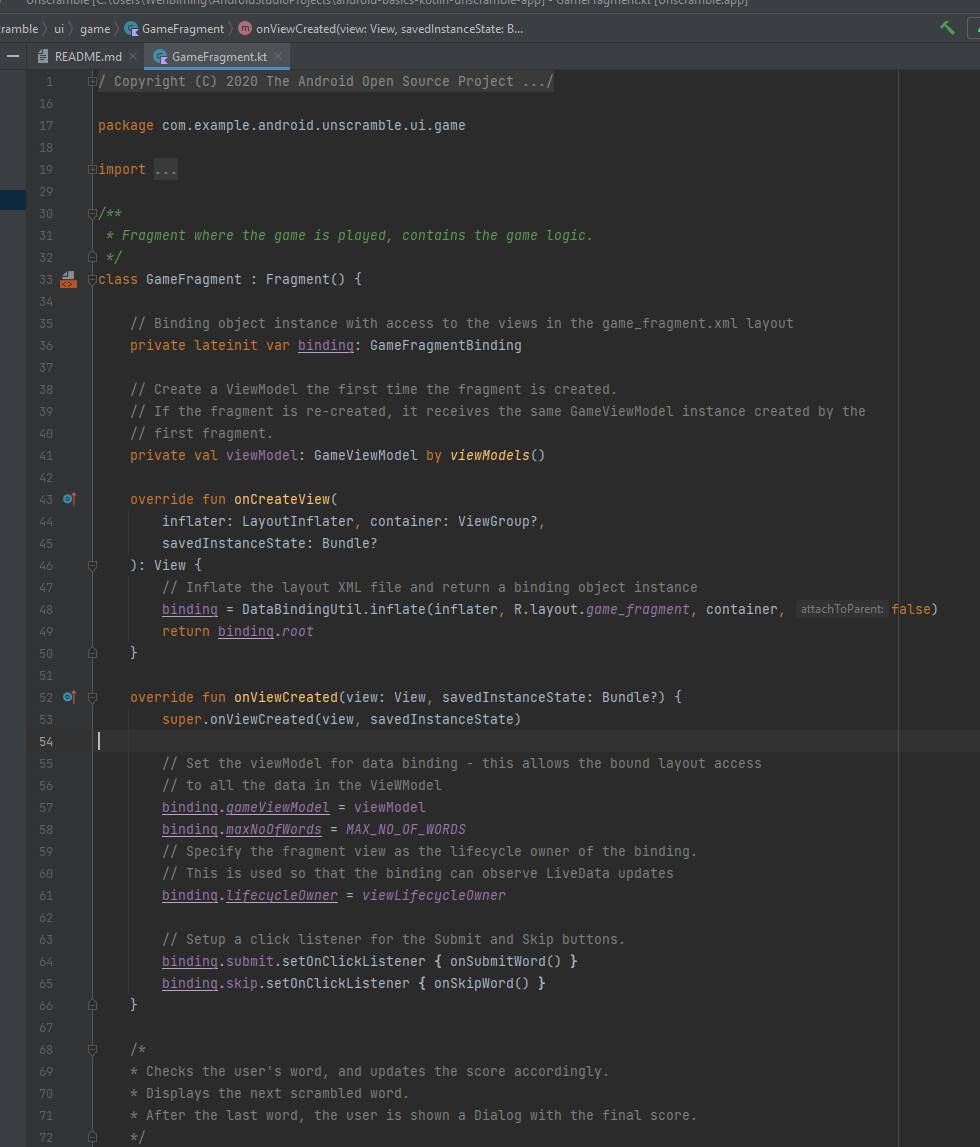 Unscramble [C:\Users\Wenbinling\AndroidStudioProjects\android-basics-kotlin-unscramble-app] - GameFragment.kt [Unscramble.app]
cramble ui game GameFragment onViewCreated(view: View, savedInstanceState: B...
README.md GameFragment.kt
1 / Copyright (C) 2020 The Android Open Source Project .../
16
17 package com.example.android.unscramble.ui.game
18
19 import ...
29
30 /**
31 * Fragment where the game is played, contains the game logic.
32 */
33 class GameFragment : Fragment() {
34
35 // Binding object instance with access to the views in the game_fragment.xml layout
36 private lateinit var binding: GameFragmentBinding
37
38 // Create a ViewModel the first time the fragment is created.
39 // If the fragment is re-created, it receives the same GameViewModel instance created by the
40 // first fragment.
41 private val viewModel: GameViewModel by viewModels()
42
43 override fun onCreateView(
44 inflater: LayoutInflater, container: ViewGroup?,
45 savedInstanceState: Bundle?
46 ): View {
47 // Inflate the layout XML file and return a binding object instance
48 binding = DataBindingUtil.inflate(inflater, R.layout.game_fragment, container, attachToParent: false)
49 return binding.root
50 }
51
52 override fun onViewCreated(view: View, savedInstanceState: Bundle?) {
53 super.onViewCreated(view, savedInstanceState)
54
55 // Set the viewModel for data binding - this allows the bound layout access
56 // to all the data in the VieWModel
57 binding.gameViewModel = viewModel
58 binding.maxNoOfWords = MAX_NO_OF_WORDS
59 // Specify the fragment view as the lifecycle owner of the binding.
60 // This is used so that the binding can observe LiveData updates
61 binding.lifecycleOwner = viewLifecycleOwner
62
63 // Setup a click listener for the Submit and Skip buttons.
64 binding.submit.setOnClickListener { onSubmitWord() }
65 binding.skip.setOnClickListener { onSkipWord() }
66 }
67
68 /*
69 * Checks the user's word, and updates the score accordingly.
70 * Displays the next scrambled word.
71 * After the last word, the user is shown a Dialog with the final score.
72 */